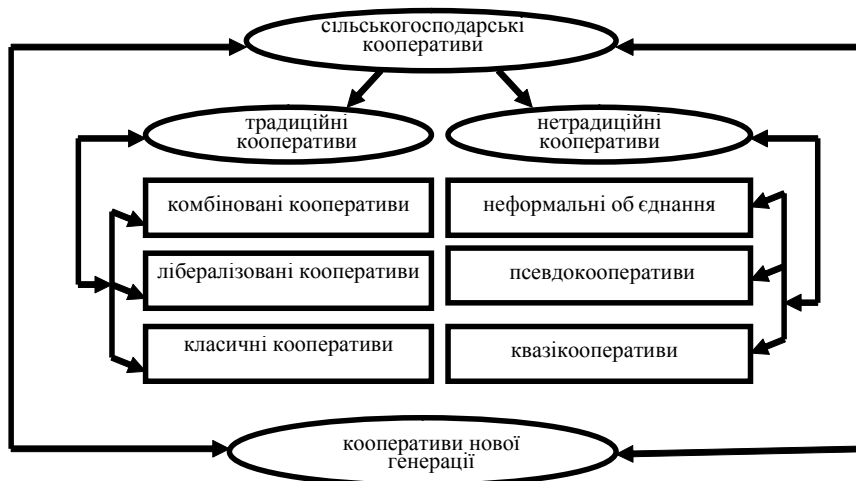 сільськогосподарські
кооперативи
традиційні
кооперативи
нетрадиційні
кооперативи
комбіновані кооперативи
неформальні об єднання
лібералізовані кооперативи
псевдокооперативи
класичні кооперативи
квазікооперативи
кооперативи нової
генерації